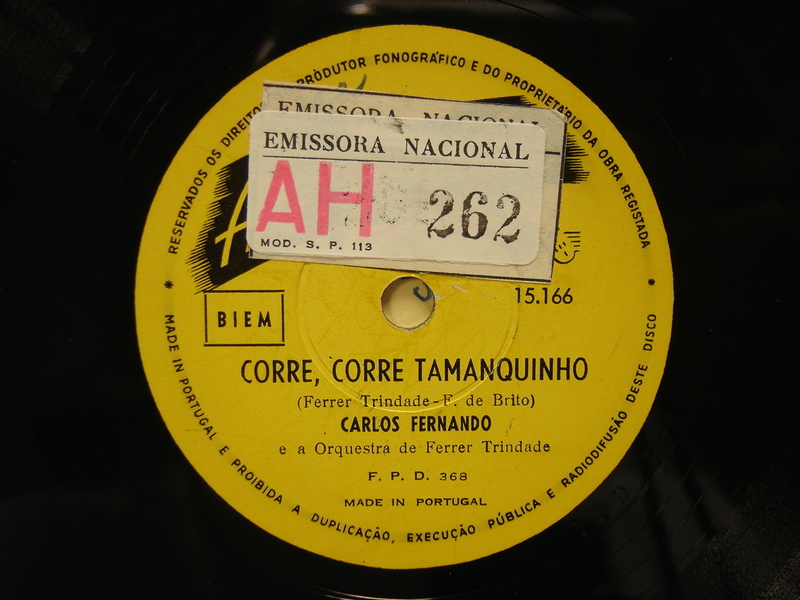 RESERVADOS OS DIREITOS PRODUTOR FONOGRÁFICO E DO PROPRIETÁRIO DA OBRA REGISTADA
EMISSORA NACIONAL
EMISSORA NACIONAL
AH 262
MOD. S. P. 113
15.166
BIEM
CORRE, CORRE TAMANQUINHO
(Ferrer Trindade-F. de Brito)
CARLOS FERNANDO
e a Orquestra de Ferrer Trindade
F. P. D. 368
MADE IN PORTUGAL
MADE IN PORTUGAL E PROIBIDA A DUPLICAÇÃO, EXECUÇÃO PÚBLICA E RADIODIFUSÃO DESTE DISCO